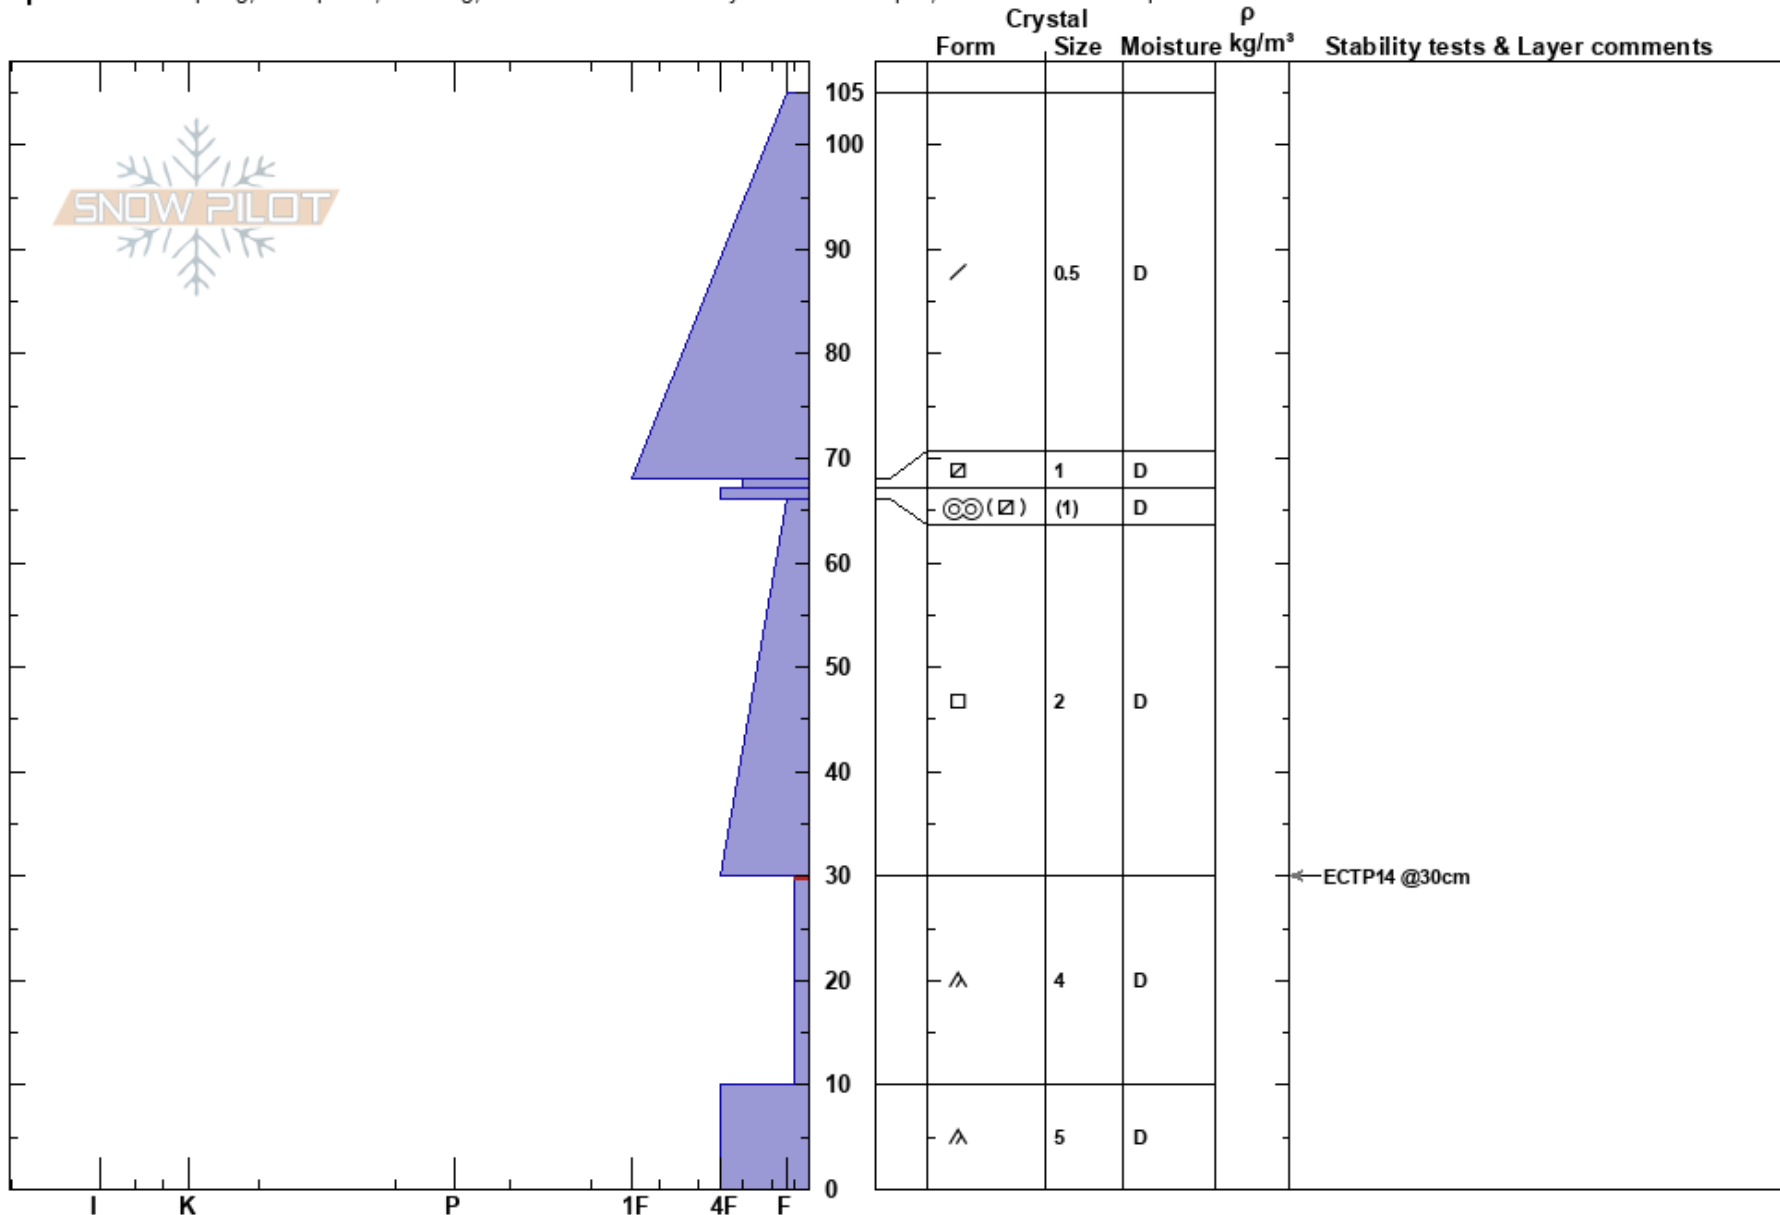 Crystal
ρ
Form Size Moisture kg/m³ Stability tests & Layer comments
105
100
SNOW PILOT
90
/ 0.5 D
80
70
1 D
(1) D
60
50
2 D
40
30
ECTP14 @30cm
20
4 D
10
5 D
0
I K P 1F 4F F